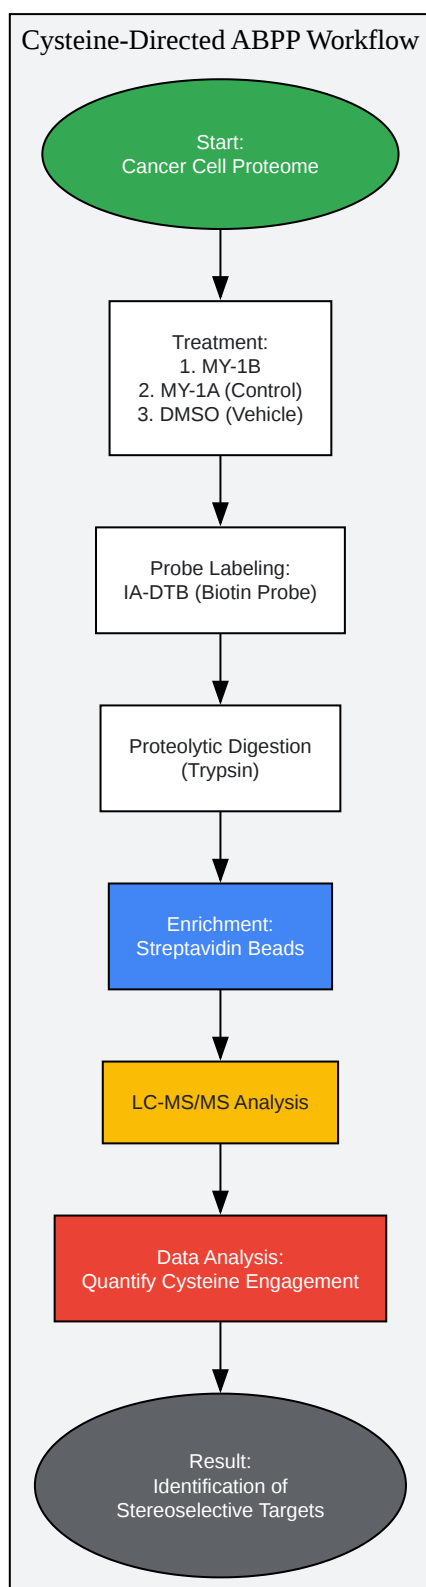 Cysteine-Directed ABPP Workflow
Start:
Cancer Cell Proteome
Treatment:
1. MY-1B
2. MY-1A (Control)
3. DMSO (Vehicle)
Probe Labeling:
IA-DTB (Biotin Probe)
Proteolytic Digestion
(Trypsin)
Enrichment:
Streptavidin Beads
LC-MS/MS Analysis
Data Analysis:
Quantify Cysteine Engagement
Result:
Identification of
Stereoselective Targets